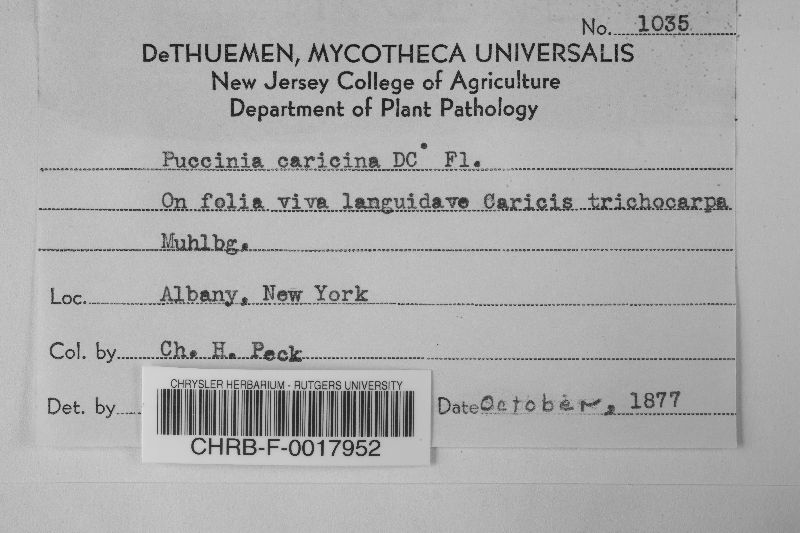 No. 1035
DeTHUEMEN, MYCOTHECA UNIVERSALIS
New Jersey College of Agriculture
Department of Plant Pathology
Puccinia caricina DC. Fl.
On folia viva languidave Caricis trichocarpa
Muhlbg.
Loc. Albany, New York
Col. by Ch. H. Peck
Det. by
Date October, 1877
CHRYSLER HERBARIUM - RUTGERS UNIVERSITY
CHRB-F-0017952